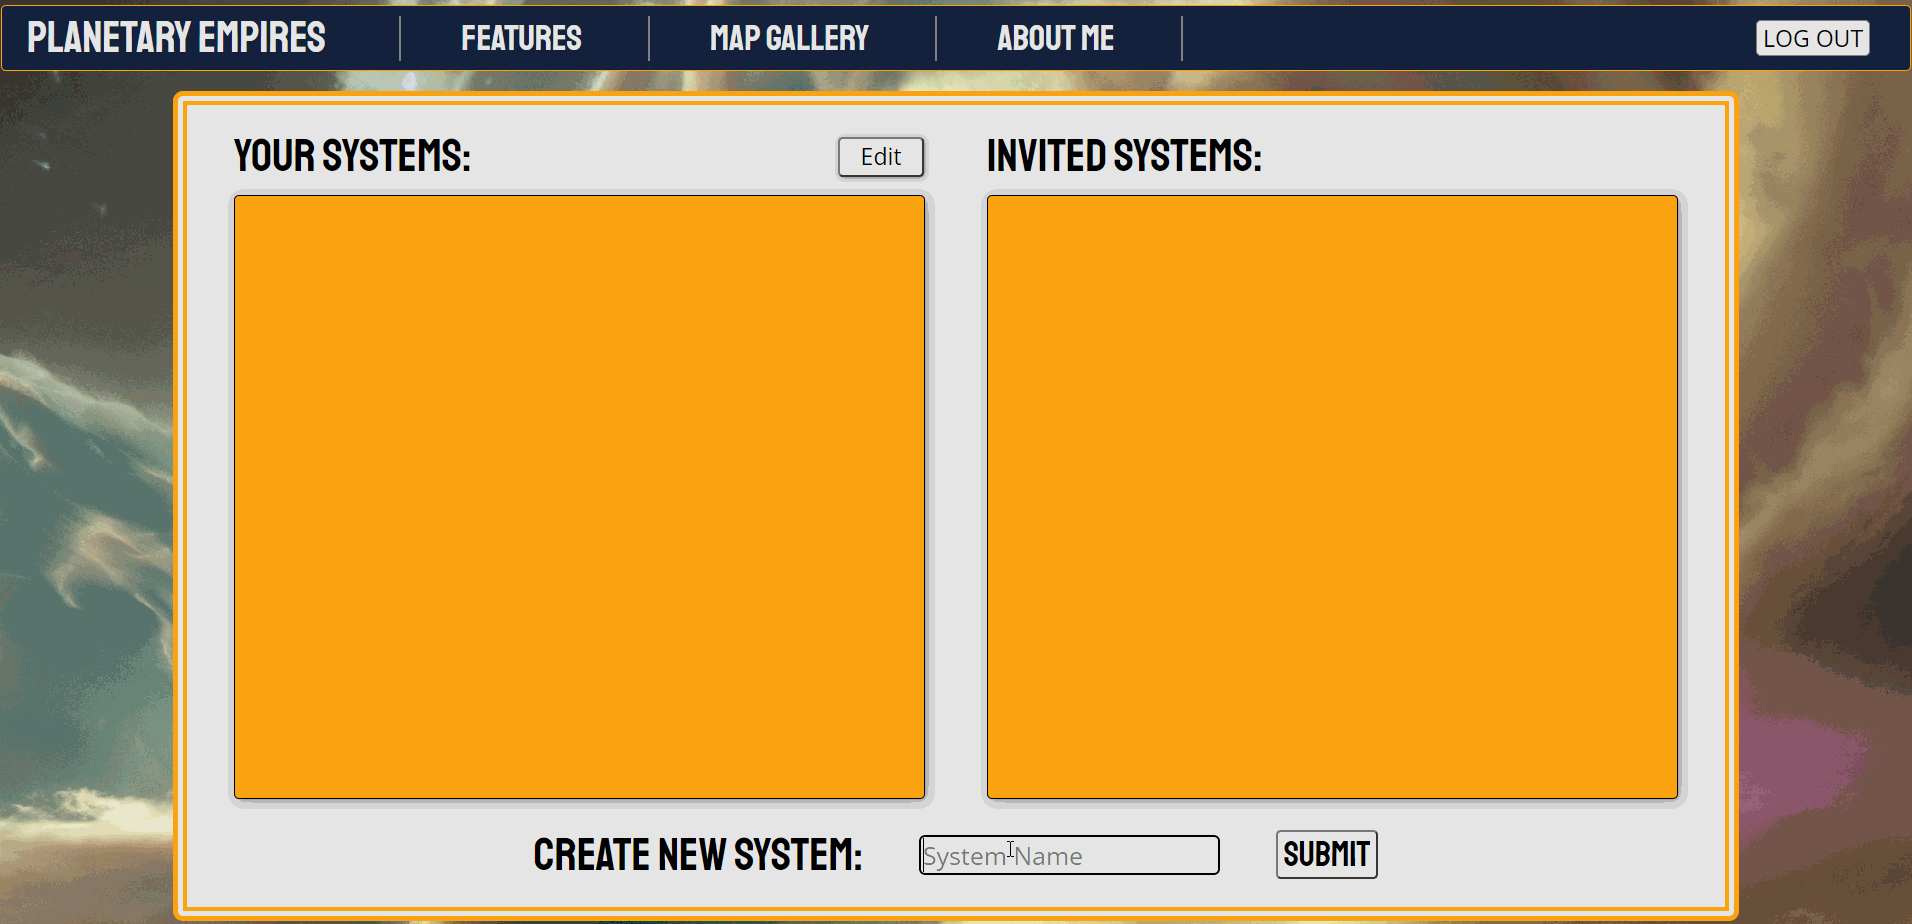 PLANETARY EMPIRES FEATURES MAP GALLERY ABOUT ME LOG OUT
YOUR SYSTEMS: Edit INVITED SYSTEMS:
CREATE NEW SYSTEM: System Name SUBMIT